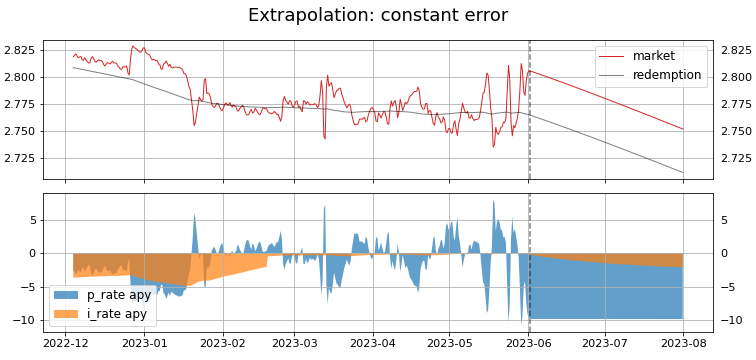 Extrapolation: constant error
2.825 2.825
2.800 2.800
2.775 2.775
2.750 2.750
2.725 2.725
market
redemption
5 5
0 0
−5 −5
−10 −10
p_rate apy
i_rate apy
2022-12 2023-01 2023-02 2023-03 2023-04 2023-05 2023-06 2023-07 2023-08